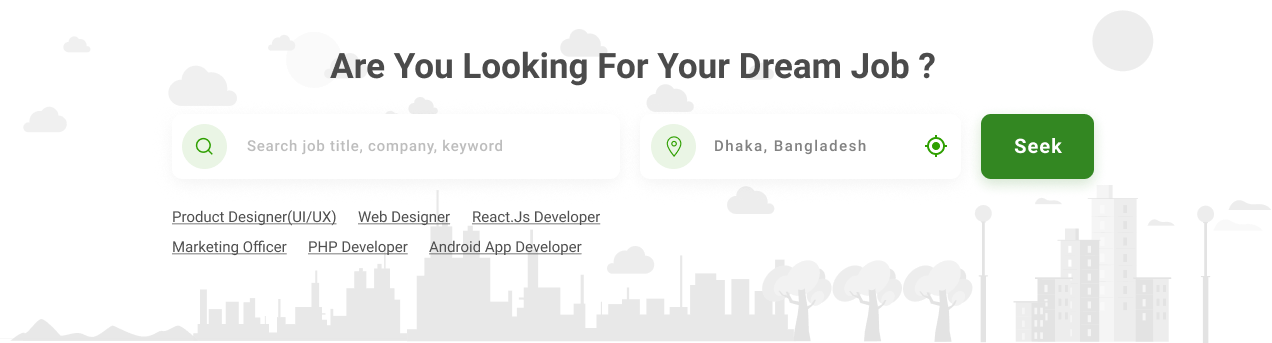 Are You Looking For Your Dream Job ?
Search job title, company, keyword
Dhaka, Bangladesh
Seek
Product Designer(UI/UX) Web Designer React.Js Developer
Marketing Officer PHP Developer Android App Developer